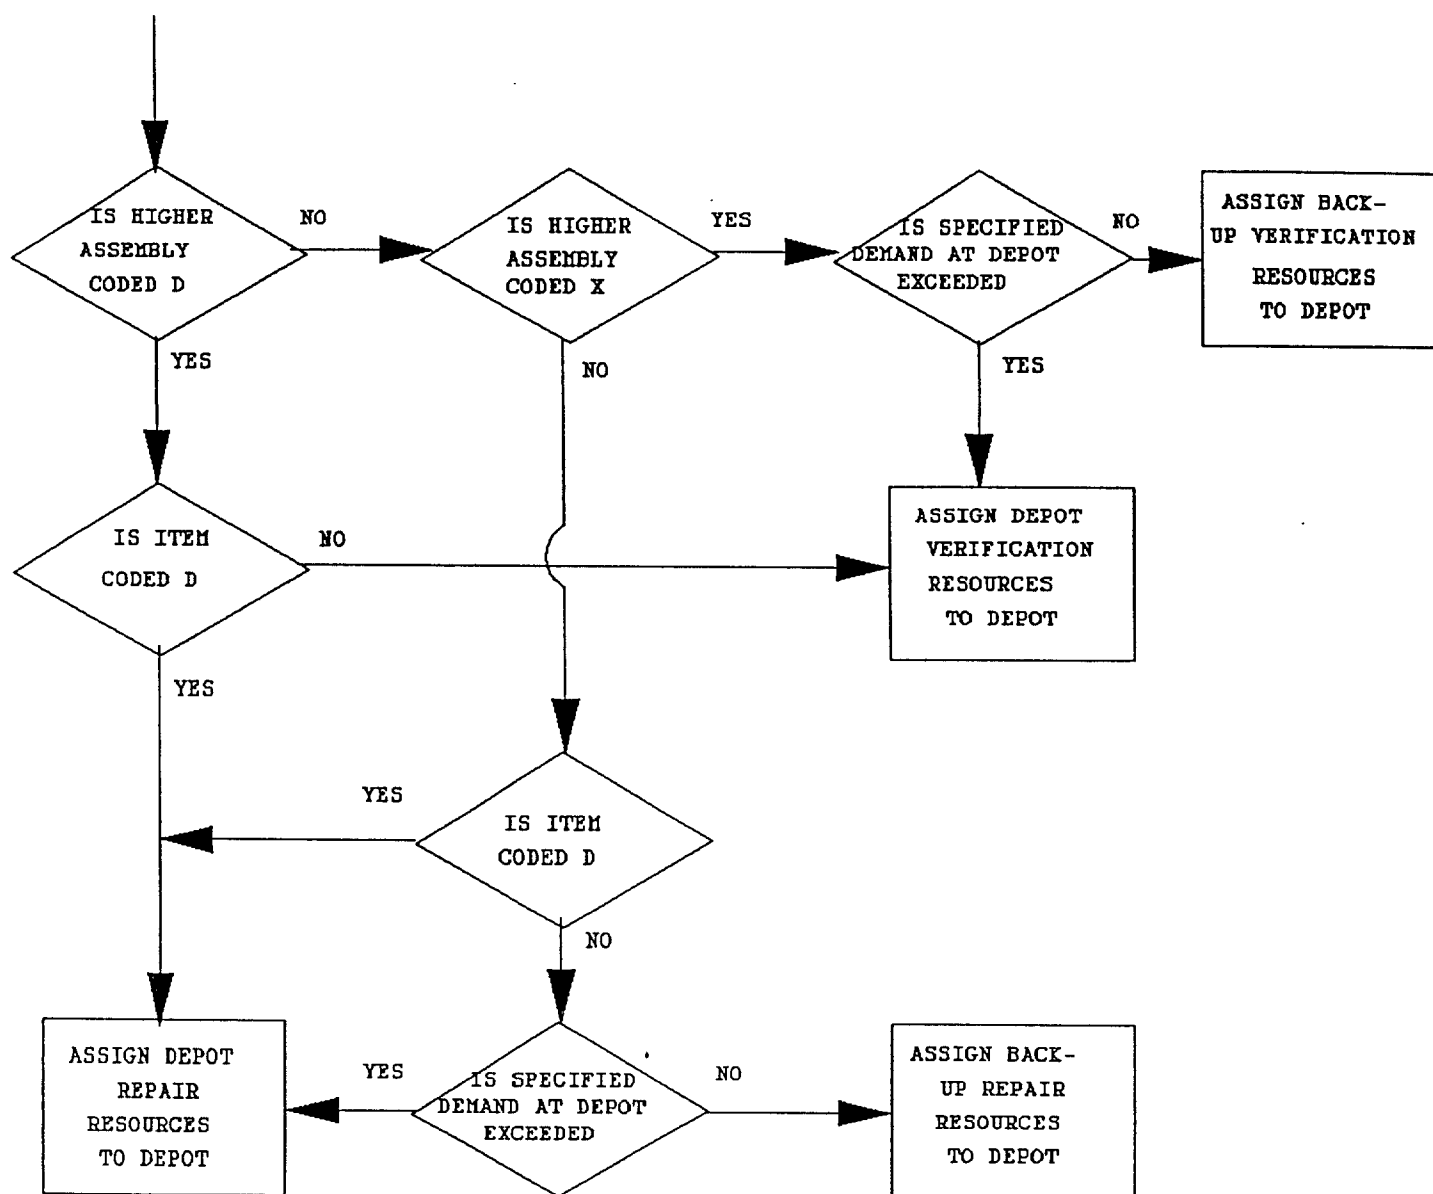 IS HIGHER
ASSEMBLY
CODED D
NO
YES
IS HIGHER
ASSEMBLY
CODED X
YES
NO
IS SPECIFIED
DEMAND AT DEPOT
EXCEEDED
NO
YES
ASSIGN BACK-
UP VERIFICATION
RESOURCES
TO DEPOT
IS ITEM
CODED D
NO
YES
ASSIGN DEPOT
VERIFICATION
RESOURCES
TO DEPOT
YES
IS ITEM
CODED D
NO
ASSIGN DEPOT
REPAIR
RESOURCES
TO DEPOT
YES
IS SPECIFIED
DEMAND AT DEPOT
EXCEEDED
NO
ASSIGN BACK-
UP REPAIR
RESOURCES
TO DEPOT